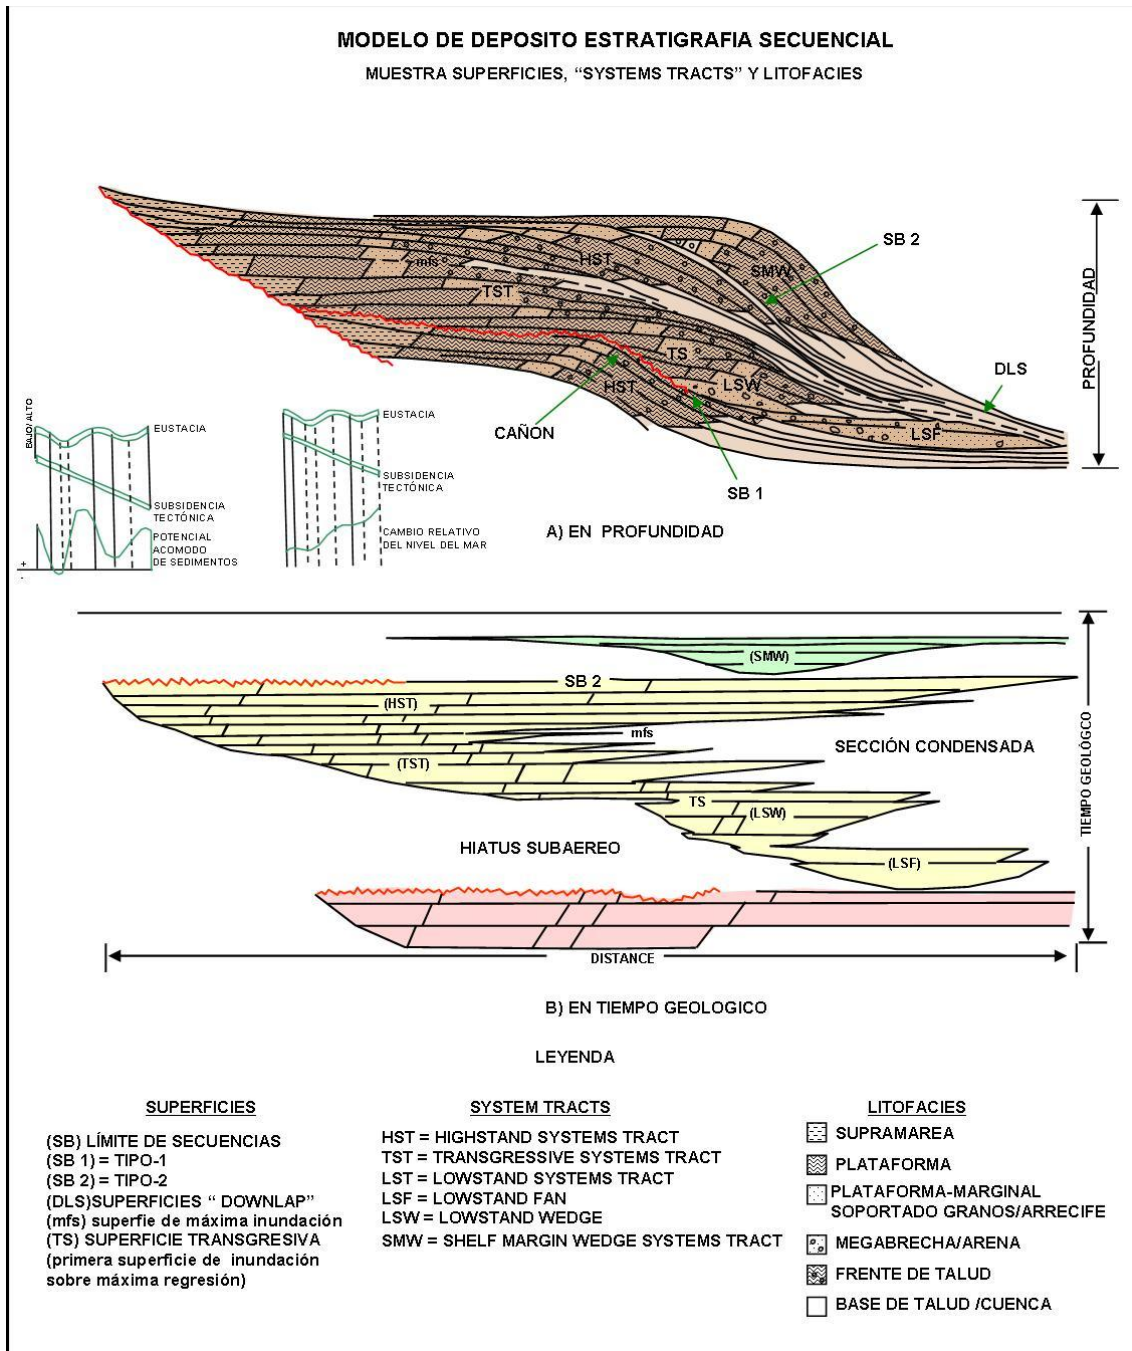 MODELO DE DEPOSITO ESTRATIGRAFIA SECUENCIAL
MUESTRA SUPERFICIES, “SYSTEMS TRACTS” Y LITOFACIES
SB 2
SMW
HST
mfs
TST
PROFUNDIDAD
TS
DLS
HST
LSW
CAÑON
LSF
SB 1
BAJO/ALTO
EUSTACIA
SUBSIDENCIA
TECTÓNICA
POTENCIAL
ACOMODO
DE SEDIMENTOS
+
-
EUSTACIA
SUBSIDENCIA
TECTÓNICA
CAMBIO RELATIVO
DEL NIVEL DEL MAR
A) EN PROFUNDIDAD
(SMW)
SB 2
(HST)
mfs
SECCIÓN CONDENSADA
(TST)
TS
(LSW)
HIATUS SUBAEREO
(LSF)
TIEMPO GEOLÓGCO
DISTANCE
B) EN TIEMPO GEOLOGICO
LEYENDA
SUPERFICIES
(SB) LÍMITE DE SECUENCIAS
(SB 1) = TIPO-1
(SB 2) = TIPO-2
(DLS)SUPERFICIES “ DOWNLAP”
(mfs) superfie de máxima inundación
(TS) SUPERFICIE TRANSGRESIVA
(primera superficie de inundación
sobre máxima regresión)
SYSTEM TRACTS
HST = HIGHSTAND SYSTEMS TRACT
TST = TRANSGRESSIVE SYSTEMS TRACT
LST = LOWSTAND SYSTEMS TRACT
LSF = LOWSTAND FAN
LSW = LOWSTAND WEDGE
SMW = SHELF MARGIN WEDGE SYSTEMS TRACT
LITOFACIES
SUPRAMAREA
PLATAFORMA
PLATAFORMA-MARGINAL
SOPORTADO GRANOS/ARRECIFE
MEGABRECHA/ARENA
FRENTE DE TALUD
BASE DE TALUD /CUENCA